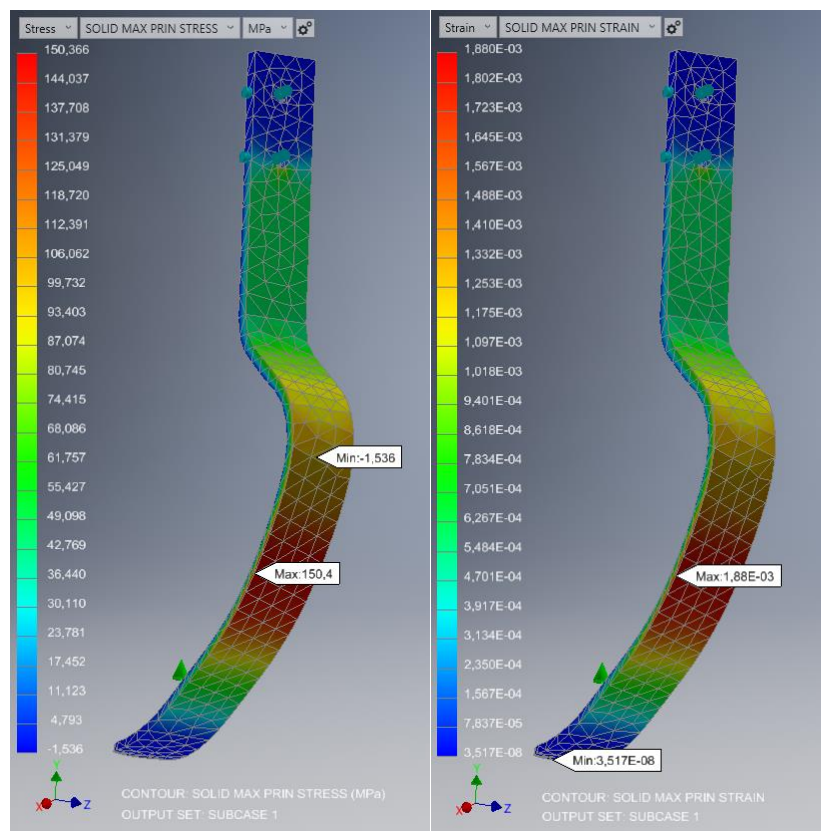 Stress SOLID MAX PRIN STRESS MPa
150,366
144,037
137,708
131,379
125,049
118,720
112,391
106,062
99,732
93,403
87,074
80,745
74,415
68,086
61,757
55,427
49,098
42,769
36,440
30,110
23,781
17,452
11,123
4,793
-1,536
Min:-1,536
Max:150,4
Y
X
Z
CONTOUR: SOLID MAX PRIN STRESS (MPa)
OUTPUT SET: SUBCASE 1
Strain SOLID MAX PRIN STRAIN
1,880E-03
1,802E-03
1,723E-03
1,645E-03
1,567E-03
1,488E-03
1,410E-03
1,332E-03
1,253E-03
1,175E-03
1,097E-03
1,018E-03
9,401E-04
8,618E-04
7,834E-04
7,051E-04
6,267E-04
5,484E-04
4,701E-04
3,917E-04
3,134E-04
2,350E-04
1,567E-04
7,837E-05
3,517E-08
Max:1,88E-03
Min:3,517E-08
Y
X
Z
CONTOUR: SOLID MAX PRIN STRAIN
OUTPUT SET: SUBCASE 1